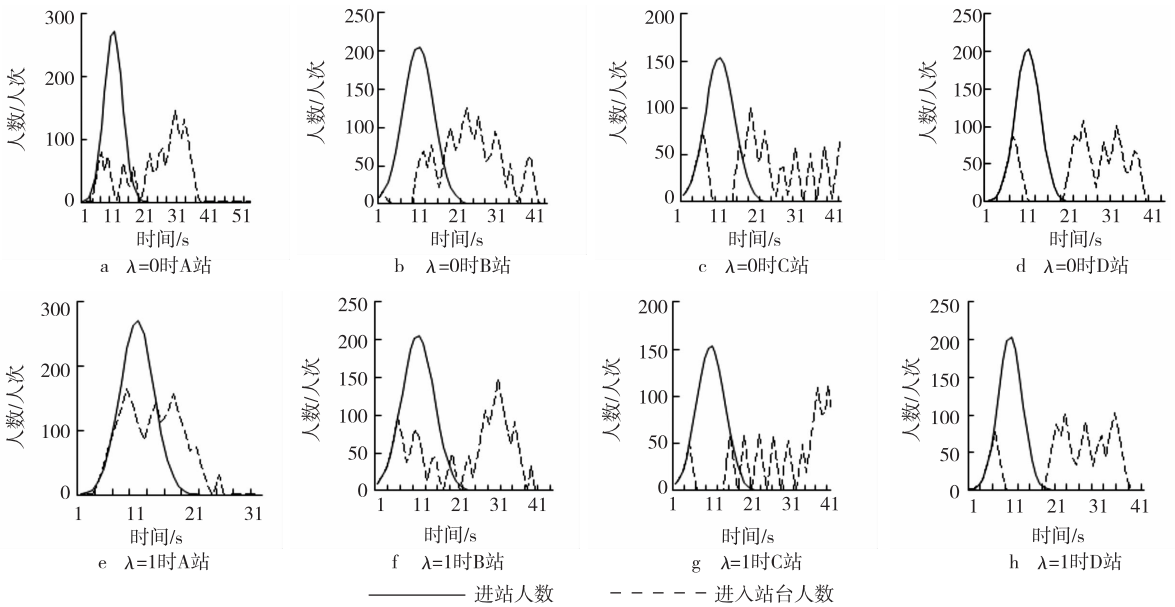 300
200
100
0
1 11 21 31 41 51
人数/人次
时间/s
a λ=0时A站
250
200
150
100
50
0
1 11 21 31 41
人数/人次
时间/s
b λ=0时B站
200
150
100
50
0
1 11 21 31 41
人数/人次
时间/s
c λ=0时C站
250
200
150
100
50
0
1 11 21 31 41
人数/人次
时间/s
d λ=0时D站
300
200
100
0
1 11 21 31
人数/人次
时间/s
e λ=1时A站
250
200
150
100
50
0
1 11 21 31 41
人数/人次
时间/s
f λ=1时B站
200
150
100
50
0
1 11 21 31 41
人数/人次
时间/s
g λ=1时C站
250
200
150
100
50
0
1 11 21 31 41
人数/人次
时间/s
h λ=1时D站
进站人数 进入站台人数